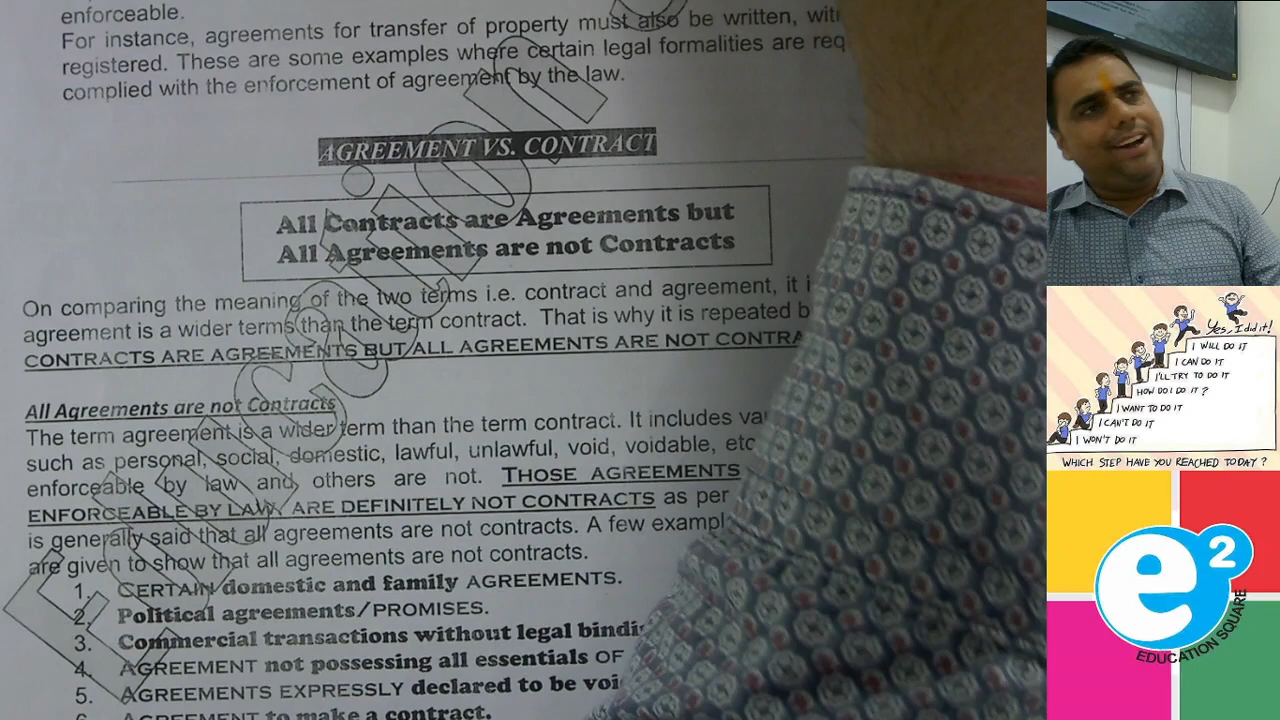 enforceable.
For instance, agreements for transfer of property must also be written,
registered. These are some examples where certain legal formalities are
complied with the enforcement of agreement by the law.
AGREEMENT VS. CONTRACT
All Contracts are Agreements but
All Agreements are not Contracts
On comparing the meaning of the two terms i.e. contract and agreement, it
agreement is a wider terms than the term contract. That is why it is repeated
CONTRACTS ARE AGREEMENTS BUT ALL AGREEMENTS ARE NOT
All Agreements are not Contracts
The term agreement is a wider term than the term contract. It includes
such as personal, social, domestic, lawful, unlawful, void, voidable, etc
enforceable by law and others are not. THOSE AGREEMENTS
ENFORCEABLE BY LAW, ARE DEFINITELY NOT CONTRACTS as per
is generally said that all agreements are not contracts. A few
are given to show that all agreements are not contracts.
1. CERTAIN domestic and family AGREEMENTS.
2. Political agreements/PROMISES.
3. Commercial transactions without legal
4. AGREEMENT not possessing all essentials OF
5. AGREEMENTS EXPRESSLY declared to be
6. AGREEMENT to make a contract.
Yes, I did it!
I WILL DO IT
I CAN DO IT
I'LL TRY TO DO IT
HOW DO I DO IT ?
I WANT TO DO IT
I CAN'T DO IT
I WON'T DO IT
WHICH STEP HAVE YOU REACHED TODAY ?
e2
EDUCATION SQUARE